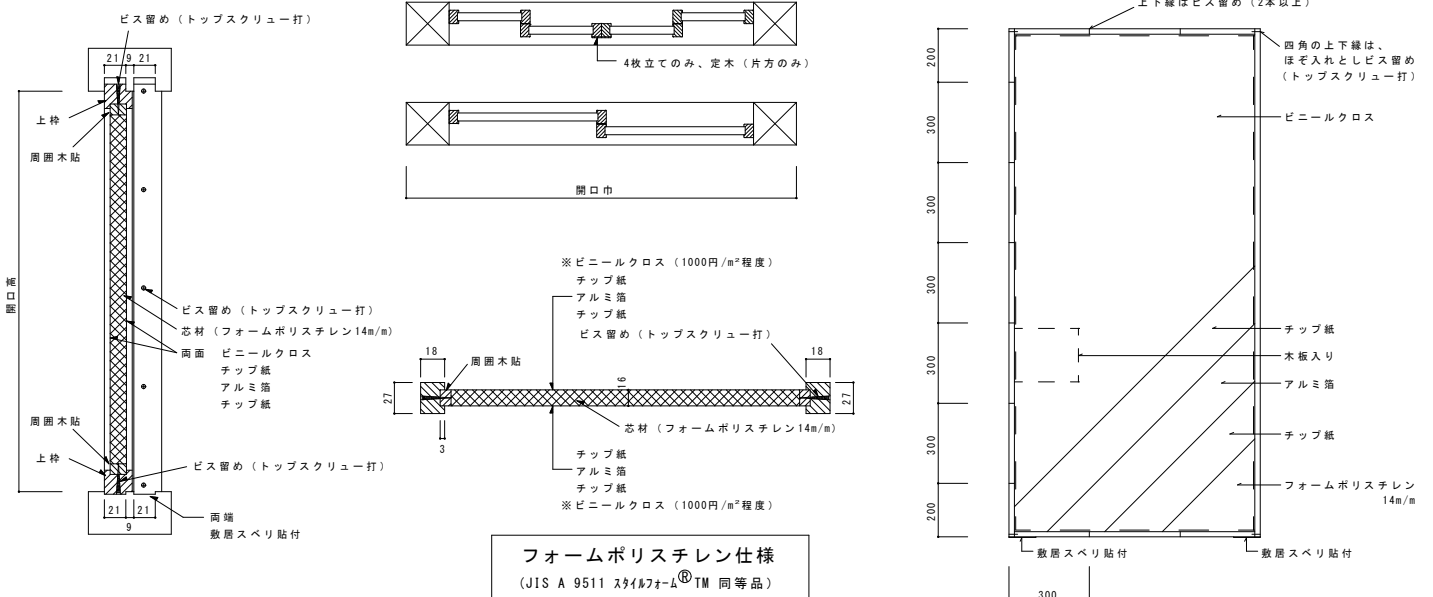 ビス留め（トップスクリュー打）
21 9 21
上枠
周囲木貼
開口高
ビス留め（トップスクリュー打）
芯材（フォームポリスチレン14m/m）
両面 ビニールクロス
チップ紙
アルミ箔
チップ紙
周囲木貼
上枠
ビス留め（トップスクリュー打）
21 21
9
両端
敷居スベリ貼付
4枚立てのみ、定木（片方のみ）
開口巾
※ビニールクロス（1000円/m²程度）
チップ紙
アルミ箔
チップ紙
ビス留め（トップスクリュー打）
18
周囲木貼
16
18
27
27
3
芯材（フォームポリスチレン14m/m）
チップ紙
アルミ箔
チップ紙
※ビニールクロス（1000円/m²程度）
フォームポリスチレン仕様
(JIS A 9511 スタイルフォーム®TM 同等品)
上下縁はビス留め（2本以上）
四角の上下縁は、
ほぞ入れとしビス留め
（トップスクリュー打）
ビニールクロス
200
300
300
300
300
300
200
チップ紙
木板入り
アルミ箔
チップ紙
フォームポリスチレン
14m/m
敷居スベリ貼付
敷居スベリ貼付
300